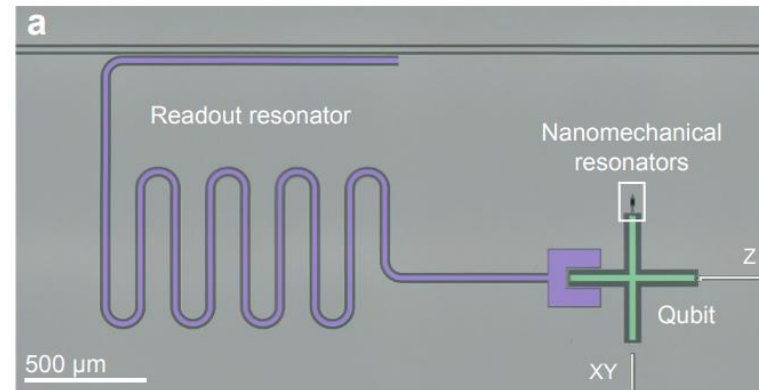 a
Readout resonator
Nanomechanical
resonators
Z
Qubit
500 µm
XY